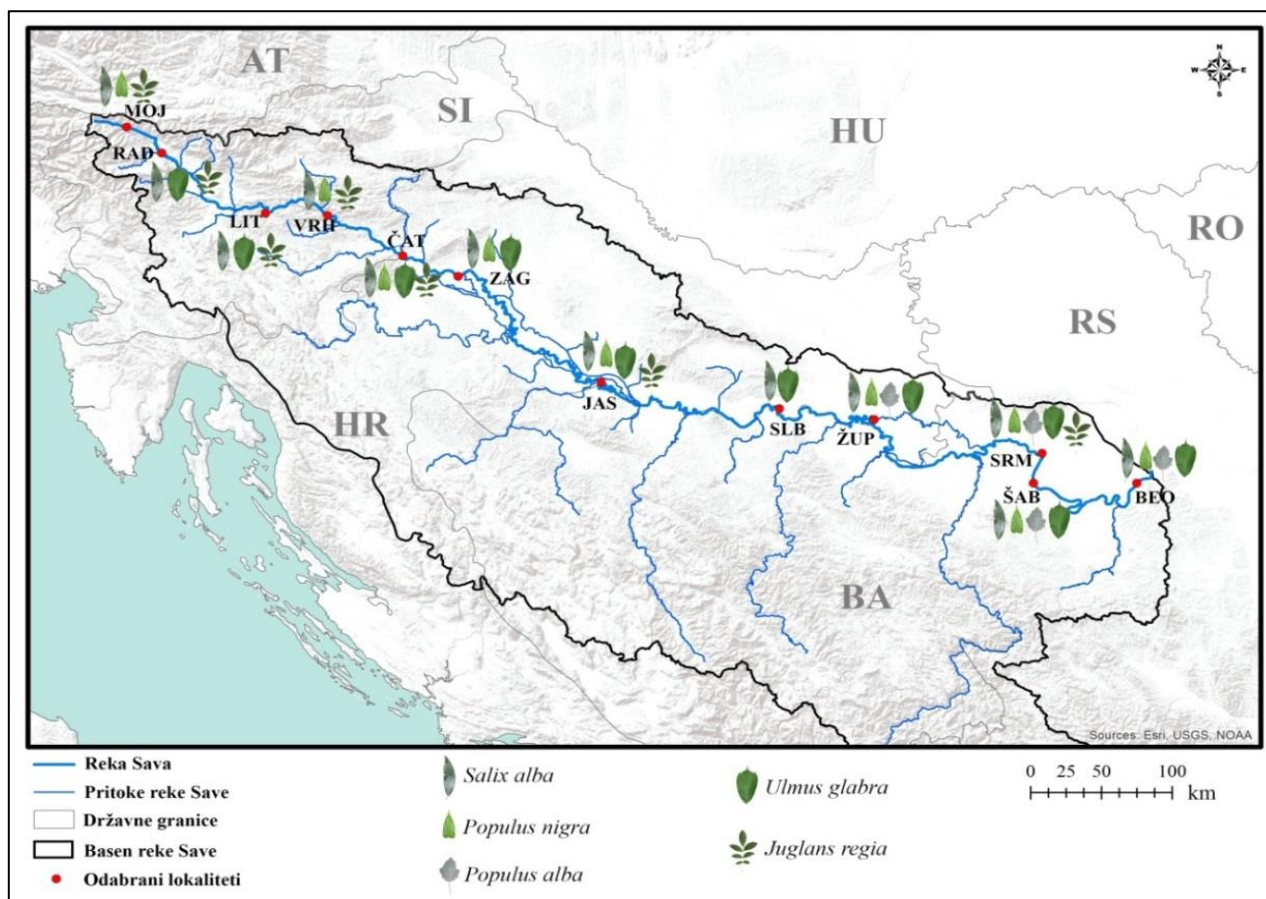 AT
N
W E
S
SI
HU
MOJ
RAD
RO
LIT
VRH
ČAT
ZAG
RS
JAS
HR
SLB
ŽUP
SRM
ŠAB
BEO
BA
Sources: Esri, USGS, NOAA
Reka Sava
Pritoke reke Save
Državne granice
Basen reke Save
Odabrani lokaliteti
Salix alba
Populus nigra
Populus alba
Ulmus glabra
Juglans regia
0 25 50 100
km